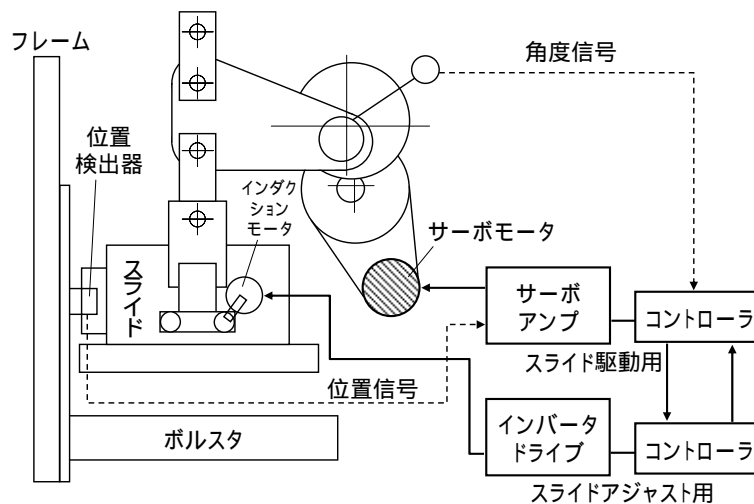 フレーム
角度信号
位置
検出器
インダク
ション
モータ
サーボモータ
スライド
サーボ
アンプ
コントローラ
スライド駆動用
位置信号
インバータ
ドライブ
ボルスタ
コントローラ
スライドアジャスト用